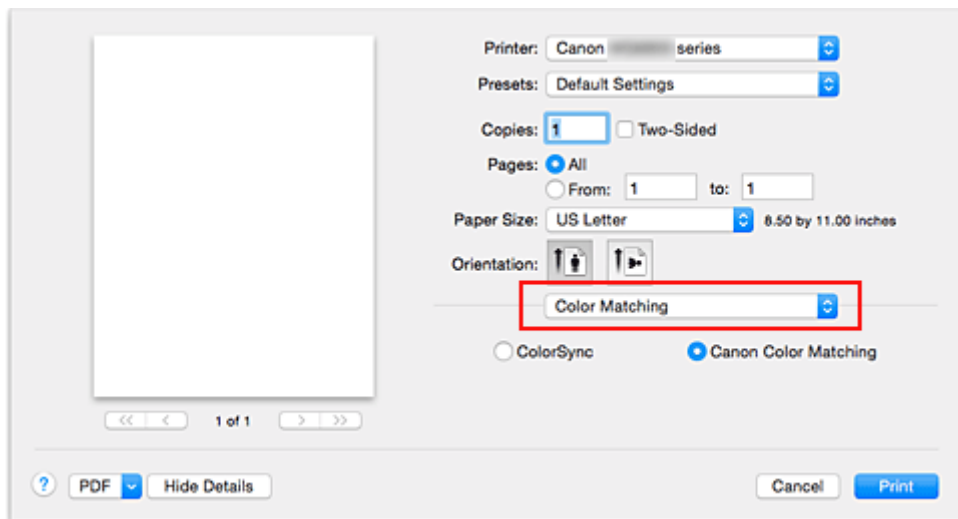 Printer: Canon series
Presets: Default Settings
Copies: 1 Two-Sided
Pages: All
From: 1 to: 1
Paper Size: US Letter 8.50 by 11.00 inches
Orientation:
Color Matching
ColorSync Canon Color Matching
<< < 1 of 1 > >>
? PDF Hide Details Cancel Print